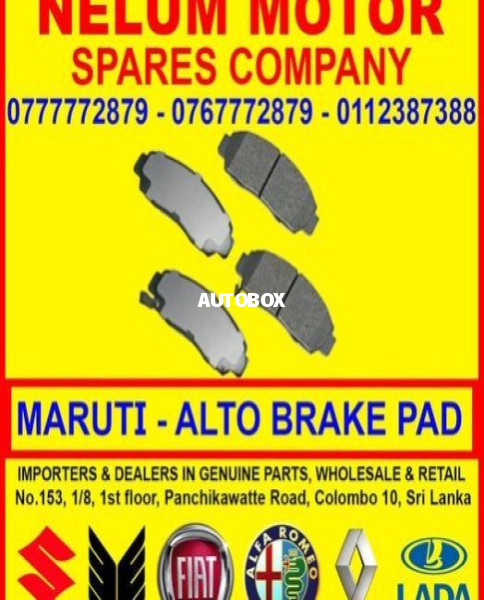 NELUM MOTOR
SPARES COMPANY
0777772879 - 0767772879 - 0112387388
AUTOBOX
MARUTI - ALTO BRAKE PAD
IMPORTERS & DEALERS IN GENUINE PARTS, WHOLESALE & RETAIL
No.153, 1/8, 1st floor, Panchikawatte Road, Colombo 10, Sri Lanka
FIAT
ALFA ROMEO
LADA